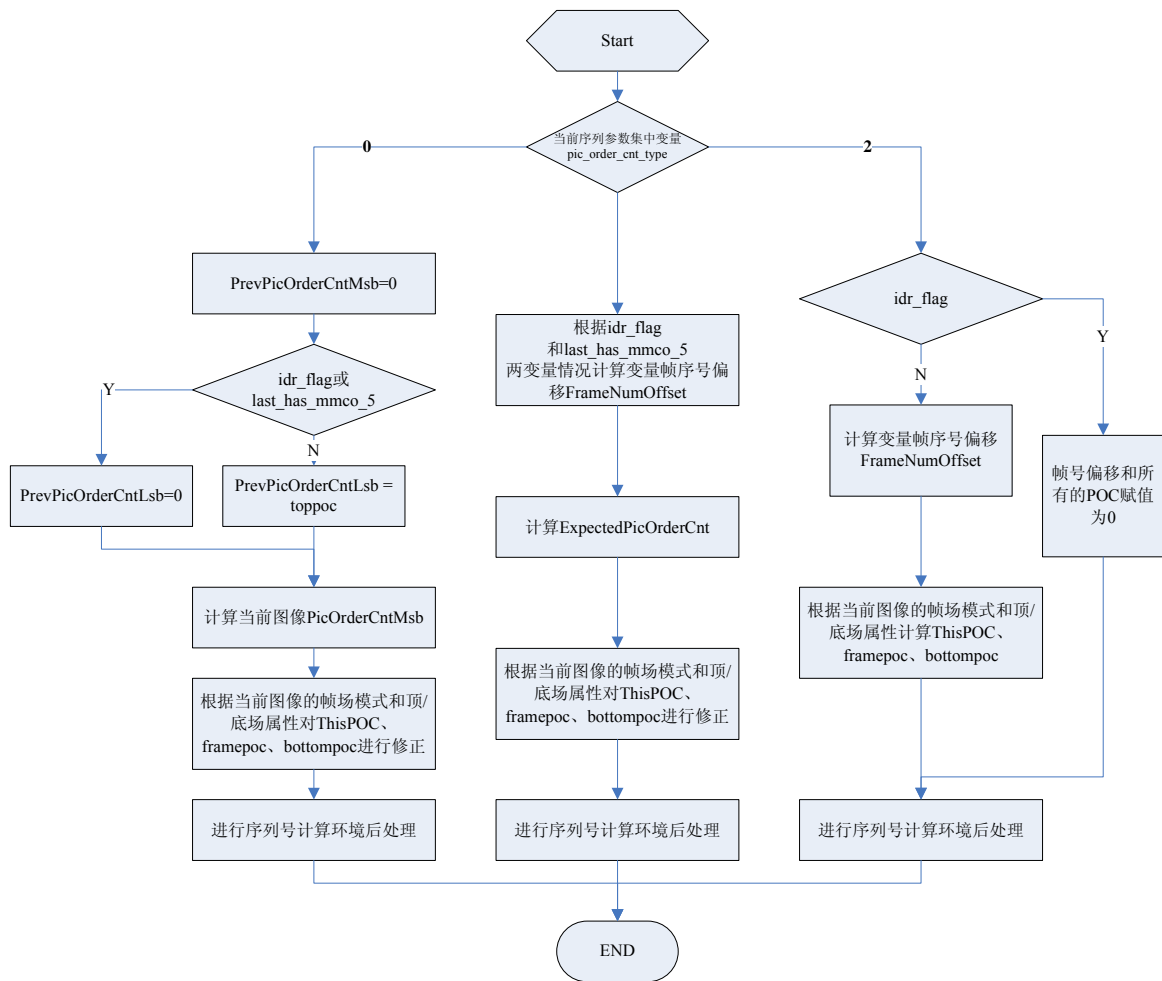 Start
当前序列参数集中变量
pic_order_cnt_type
0
2
PrevPicOrderCntMsb=0
idr_flag或
last_has_mmco_5
Y
N
PrevPicOrderCntLsb=0
PrevPicOrderCntLsb =
toppoc
计算当前图像PicOrderCntMsb
根据当前图像的帧场模式和顶/
底场属性对ThisPOC、
framepoc、bottompoc进行修正
进行序列号计算环境后处理
根据idr_flag
和last_has_mmco_5
两变量情况计算变量帧序号偏
移FrameNumOffset
计算ExpectedPicOrderCnt
根据当前图像的帧场模式和顶/
底场属性对ThisPOC、
framepoc、bottompoc进行修正
进行序列号计算环境后处理
idr_flag
Y
N
计算变量帧序号偏移
FrameNumOffset
帧号偏移和所
有的POC赋值
为0
根据当前图像的帧场模式和顶/
底场属性计算ThisPOC、
framepoc、bottompoc
进行序列号计算环境后处理
END